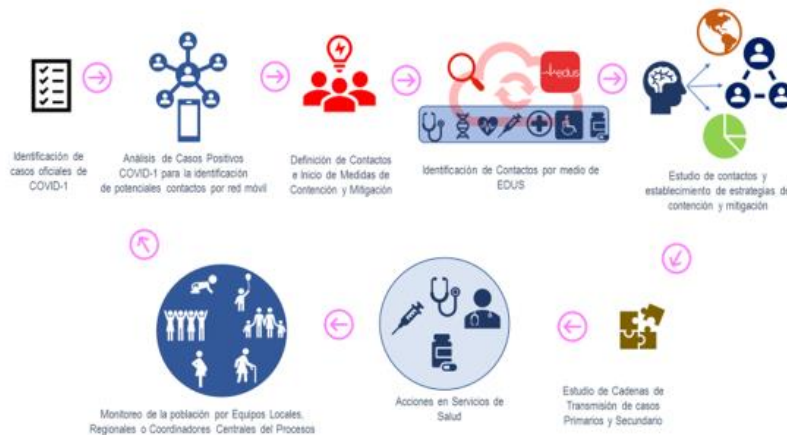 edus
Identificación de
casos oficiales de
COVID-1
Análisis de Casos Positivos
COVID-1 para la identificación
de potenciales contactos por red móvil
Definición de Contactos
e Inicio de Medidas de
Contención y Mitigación
Identificación de Contactos por medio de
EDUS
Estudio de contactos y
establecimiento de estrategias de
contención y mitigación
Estudio de Cadenas de
Transmisión de casos
Primarios y Secundario
Acciones en Servicios de
Salud
Monitoreo de la población por Equipos Locales,
Regionales o Coordinadores Centrales del Procesos